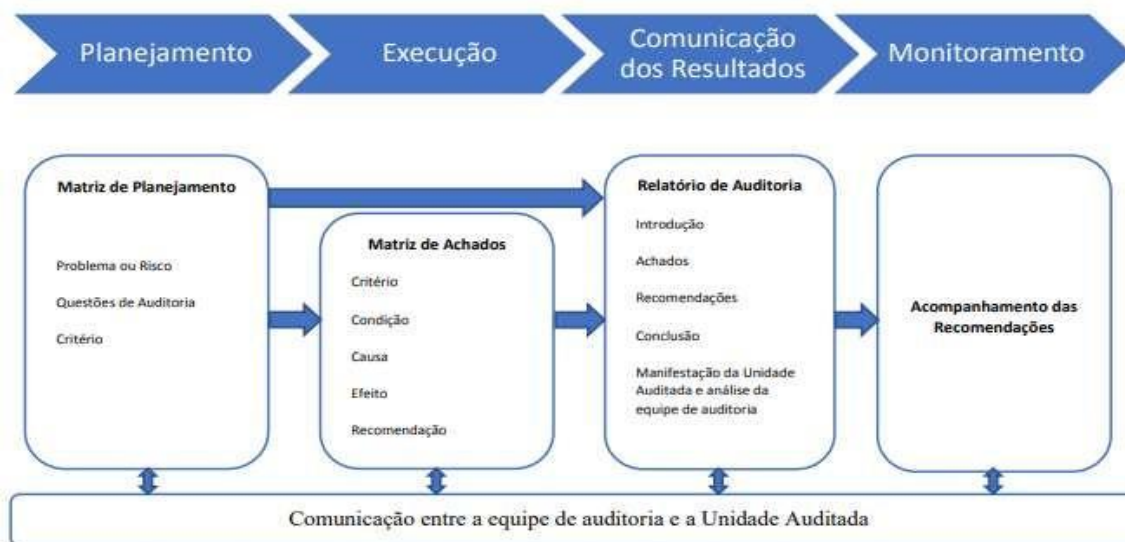 Planejamento
Execução
Comunicação
dos Resultados
Monitoramento
Matriz de Planejamento
Problema ou Risco
Questões de Auditoria
Critério
Matriz de Achados
Critério
Condição
Causa
Efeito
Recomendação
Relatório de Auditoria
Introdução
Achados
Recomendações
Conclusão
Manifestação da Unidade
Auditada e análise da
equipe de auditoria
Acompanhamento das
Recomendações
Comunicação entre a equipe de auditoria e a Unidade Auditada